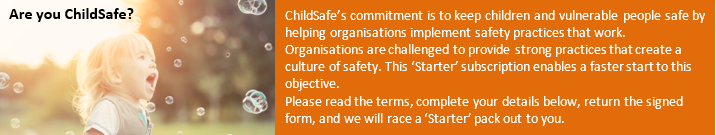 Are you ChildSafe?
ChildSafe's commitment is to keep children and vulnerable people safe by
helping organisations implement safety practices that work.
Organisations are challenged to provide strong practices that create a
culture of safety. This 'Starter' subscription enables a faster start to this
objective.
Please read the terms, complete your details below, return the signed
form, and we will race a 'Starter' pack out to you.